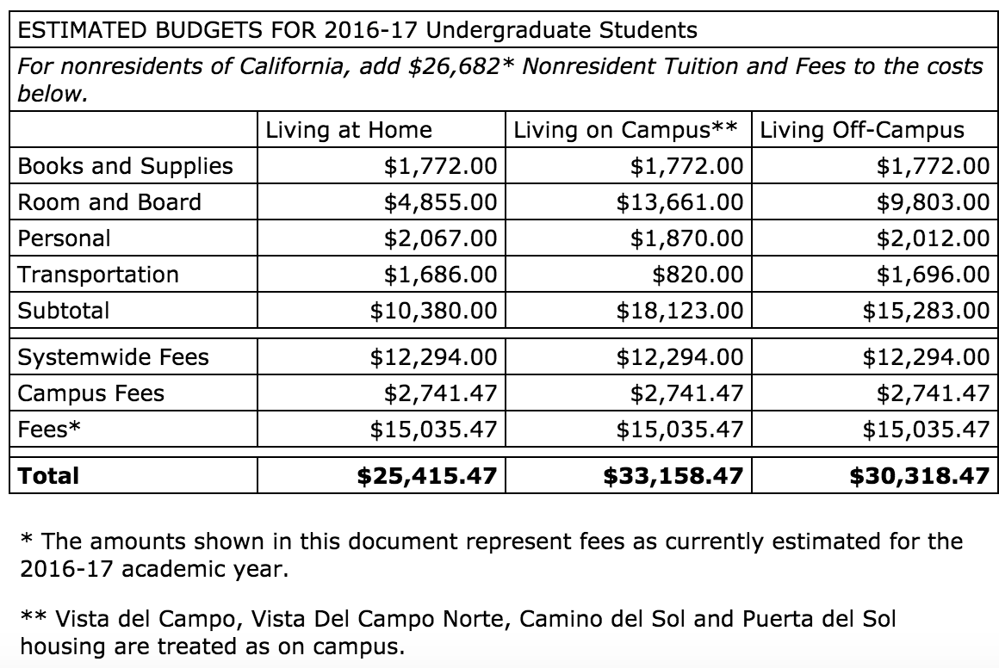 ESTIMATED BUDGETS FOR 2016-17 Undergraduate Students
For nonresidents of California, add $26,682* Nonresident Tuition and Fees to the costs
below.
Living at Home Living on Campus** Living Off-Campus
Books and Supplies $1,772.00 $1,772.00 $1,772.00
Room and Board $4,855.00 $13,661.00 $9,803.00
Personal $2,067.00 $1,870.00 $2,012.00
Transportation $1,686.00 $820.00 $1,696.00
Subtotal $10,380.00 $18,123.00 $15,283.00
Systemwide Fees $12,294.00 $12,294.00 $12,294.00
Campus Fees $2,741.47 $2,741.47 $2,741.47
Fees* $15,035.47 $15,035.47 $15,035.47
Total $25,415.47 $33,158.47 $30,318.47
* The amounts shown in this document represent fees as currently estimated for the
2016-17 academic year.
** Vista del Campo, Vista Del Campo Norte, Camino del Sol and Puerta del Sol
housing are treated as on campus.